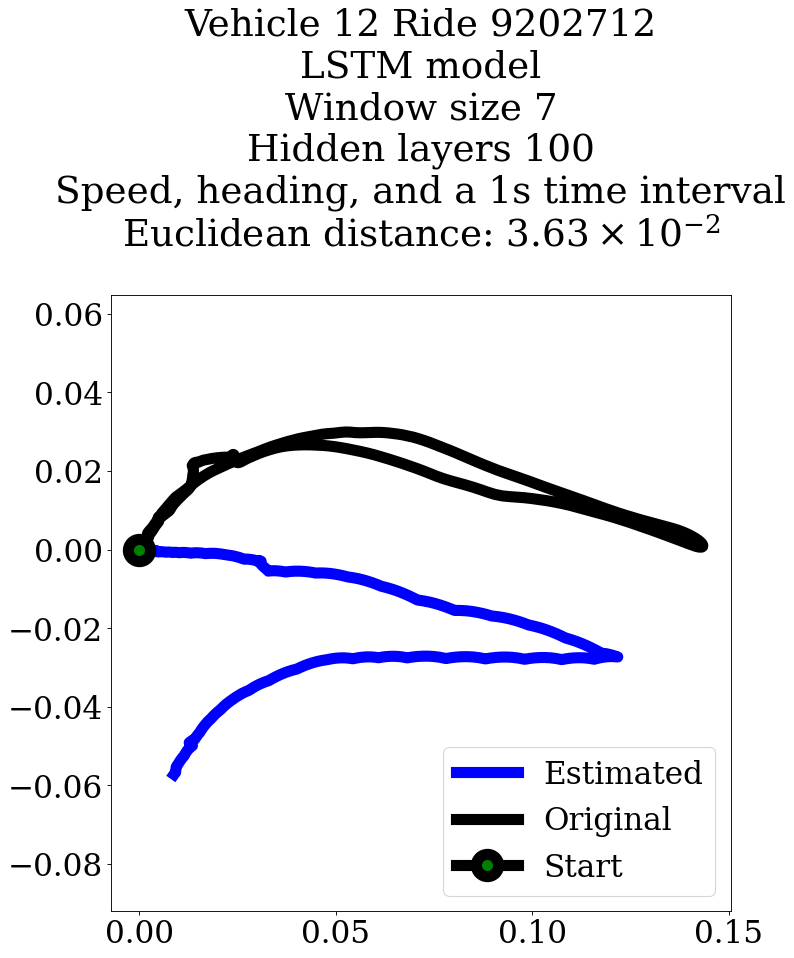 Vehicle 12 Ride 9202712
LSTM model
Window size 7
Hidden layers 100
Speed, heading, and a 1s time interval
Euclidean distance: 3.63 × 10⁻²
0.06
0.04
0.02
0.00
−0.02
−0.04
−0.06
−0.08
Estimated
Original
Start
0.00 0.05 0.10 0.15